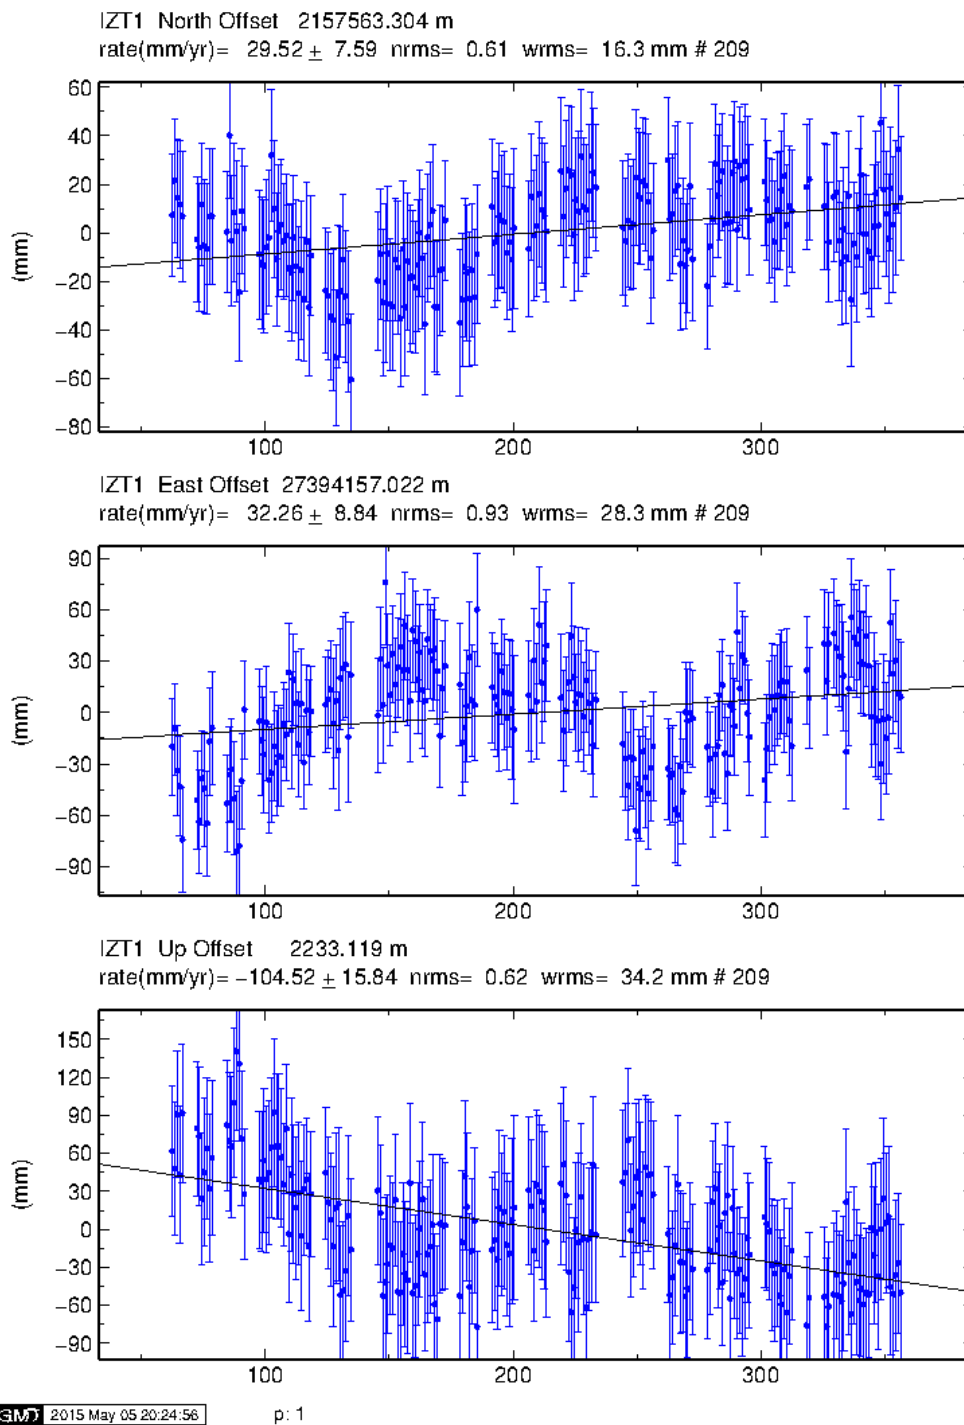 IZT1 North Offset 2157563.304 m
rate(mm/yr)= 29.52 ± 7.59 nrms= 0.61 wrms= 16.3 mm # 209
60
40
20
0
−20
−40
−60
−80
(mm)
100 200 300
IZT1 East Offset 27394157.022 m
rate(mm/yr)= 32.26 ± 8.84 nrms= 0.93 wrms= 28.3 mm # 209
90
60
30
0
−30
−60
−90
(mm)
100 200 300
IZT1 Up Offset 2233.119 m
rate(mm/yr)= −104.52 ± 15.84 nrms= 0.62 wrms= 34.2 mm # 209
150
120
90
60
30
0
−30
−60
−90
(mm)
100 200 300
GMT 2015 May 05 20:24:56 p: 1